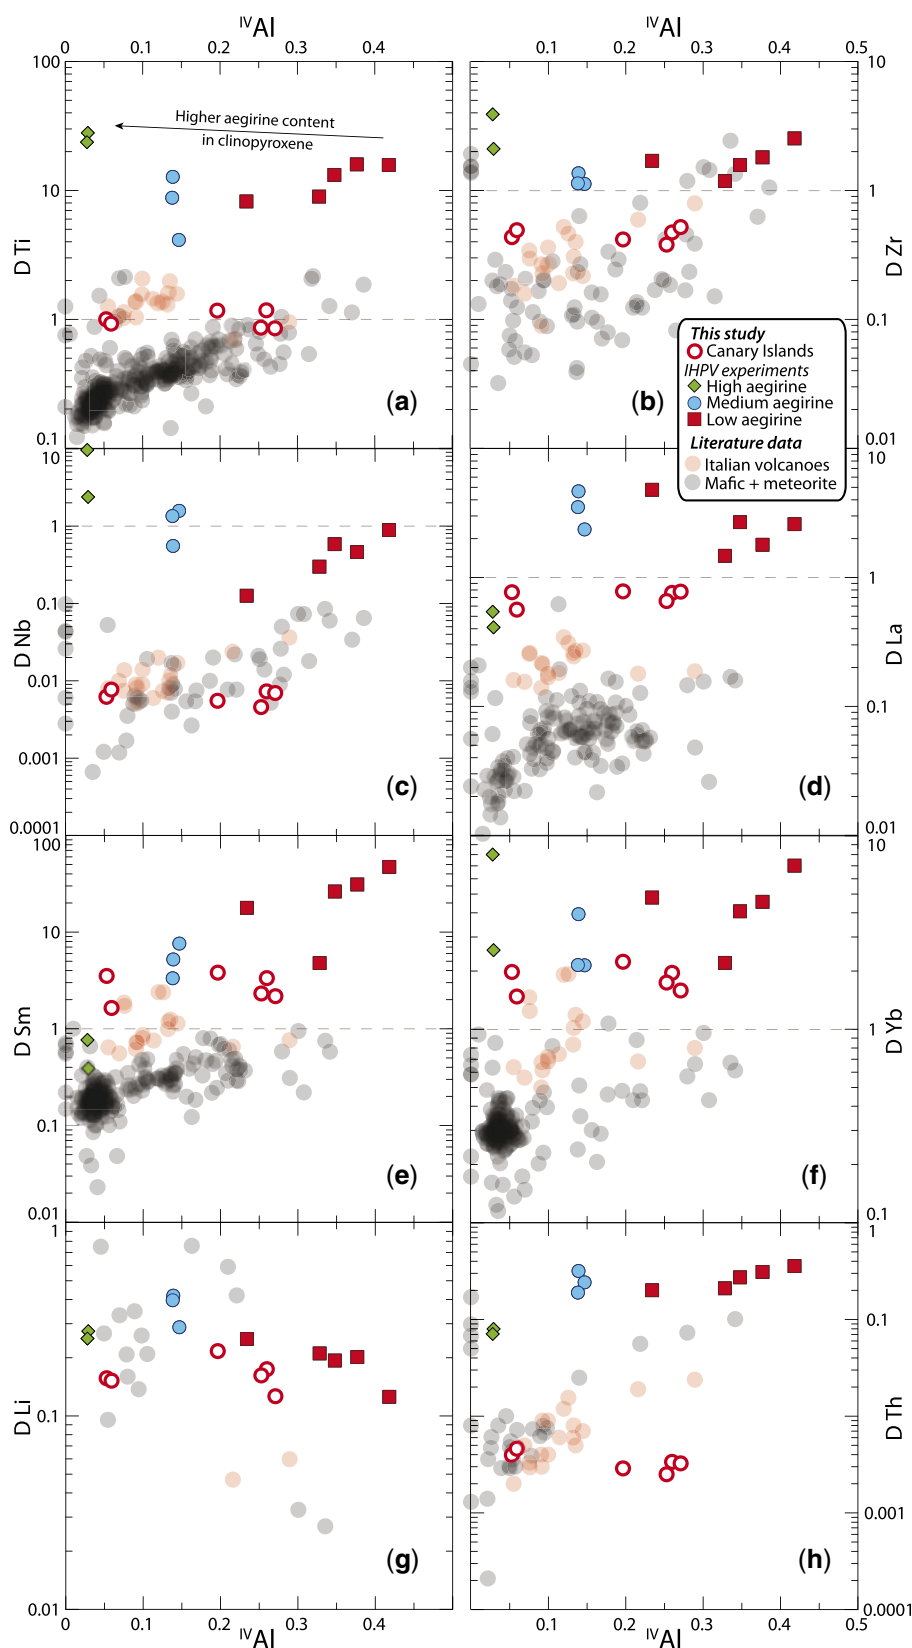 IVAl IVAl
0 0.1 0.2 0.3 0.4 0.1 0.2 0.3 0.4 0.5
100 10
Higher aegirine content
in clinopyroxene
10 1
D Ti D Zr
1 0.1
This study
Canary Islands
IHPV experiments
High aegirine
Medium aegirine
Low aegirine
Literature data
Italian volcanoes
Mafic + meteorite
(a) (b)
0.1 0.01
10 10
1
1
0.1
D Nb D La
0.01
0.1
0.001
(c) (d)
0.0001 0.01
100 10
10
D Sm D Yb
1 1
0.1
(e) (f)
0.01 0.1
1 1
0.1
D Li D Th
0.1
0.001
(g) (h)
0.01 0.0001
0 0.1 0.2 0.3 0.4 0.1 0.2 0.3 0.4 0.5
IVAl IVAl